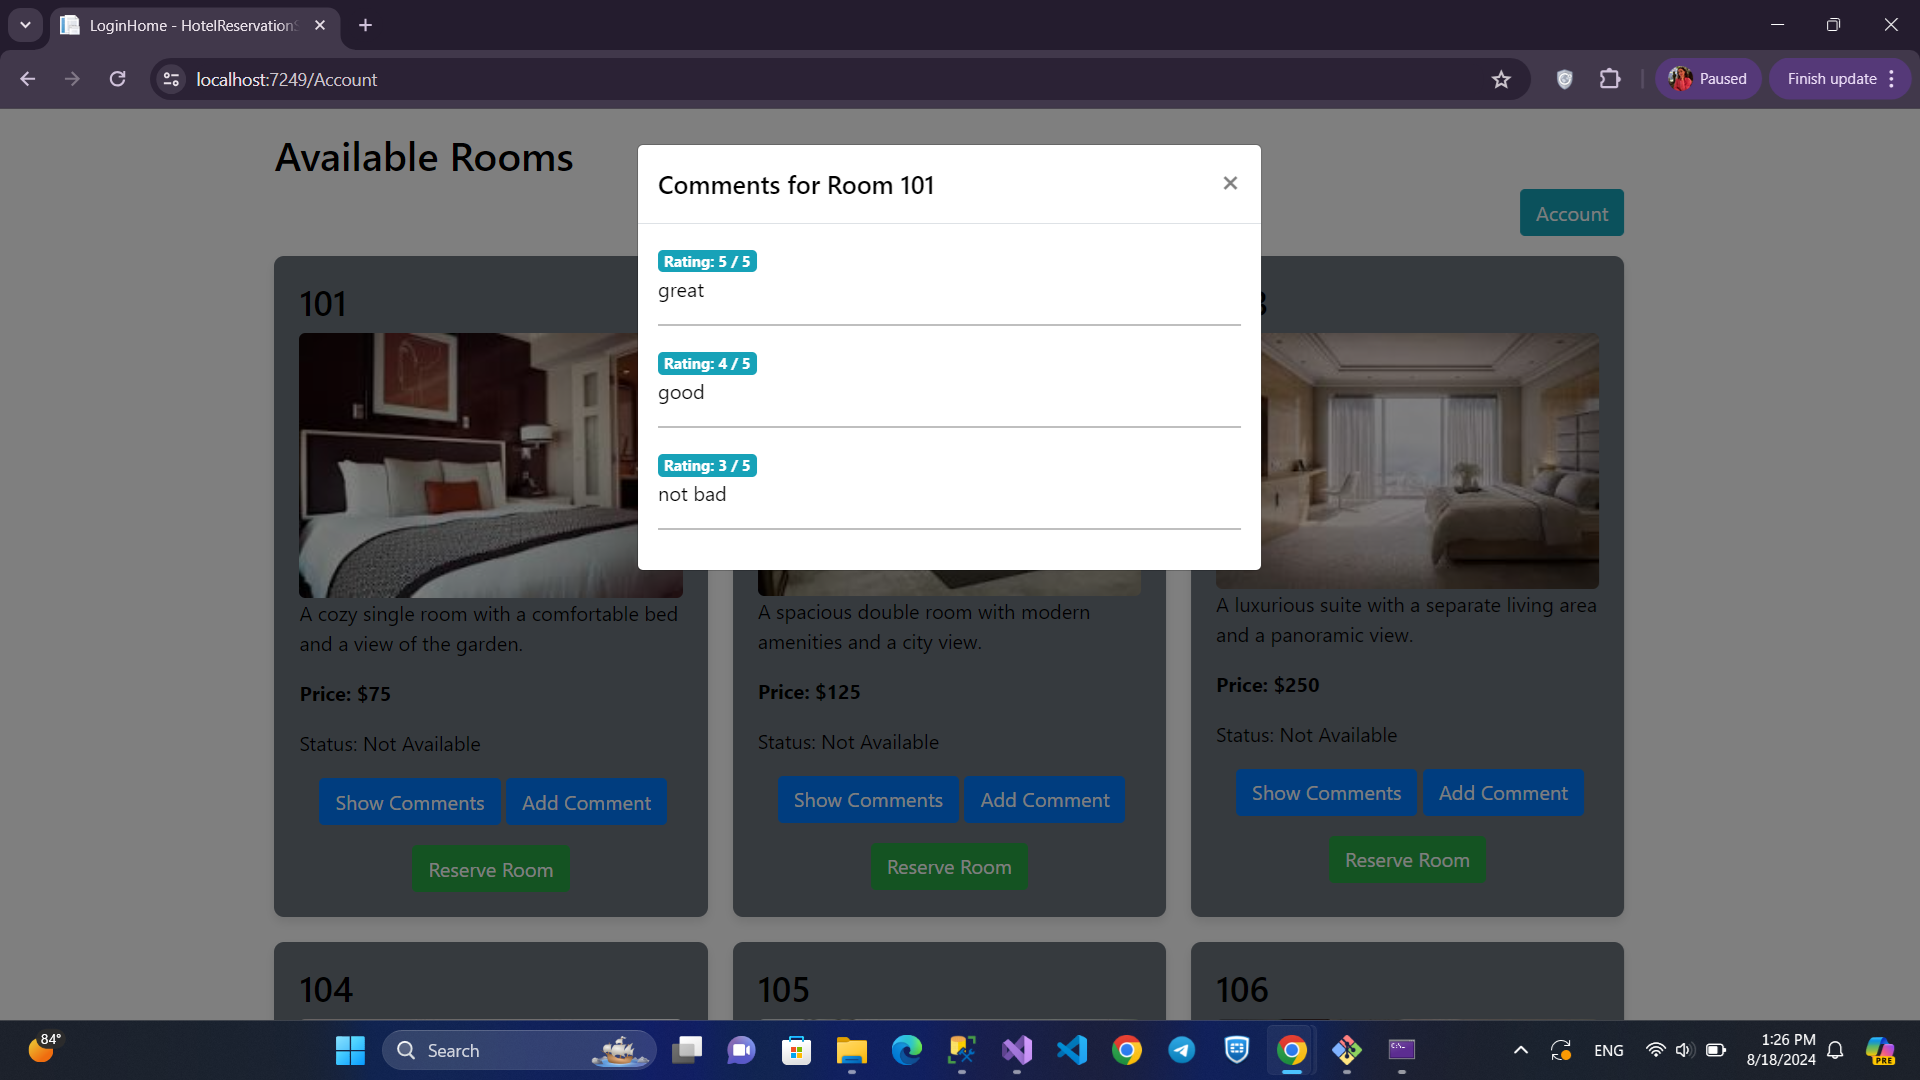 LoginHome - HotelReservationS
localhost:7249/Account
Paused
Finish update
Available Rooms
Account
Comments for Room 101
×
Rating: 5 / 5
great
Rating: 4 / 5
good
Rating: 3 / 5
not bad
101
A cozy single room with a comfortable bed
and a view of the garden.
Price: $75
Status: Not Available
Show Comments
Add Comment
Reserve Room
A spacious double room with modern
amenities and a city view.
Price: $125
Status: Not Available
Show Comments
Add Comment
Reserve Room
3
A luxurious suite with a separate living area
and a panoramic view.
Price: $250
Status: Not Available
Show Comments
Add Comment
Reserve Room
104
105
106
84°
Search
ENG
1:26 PM
8/18/2024
PRE